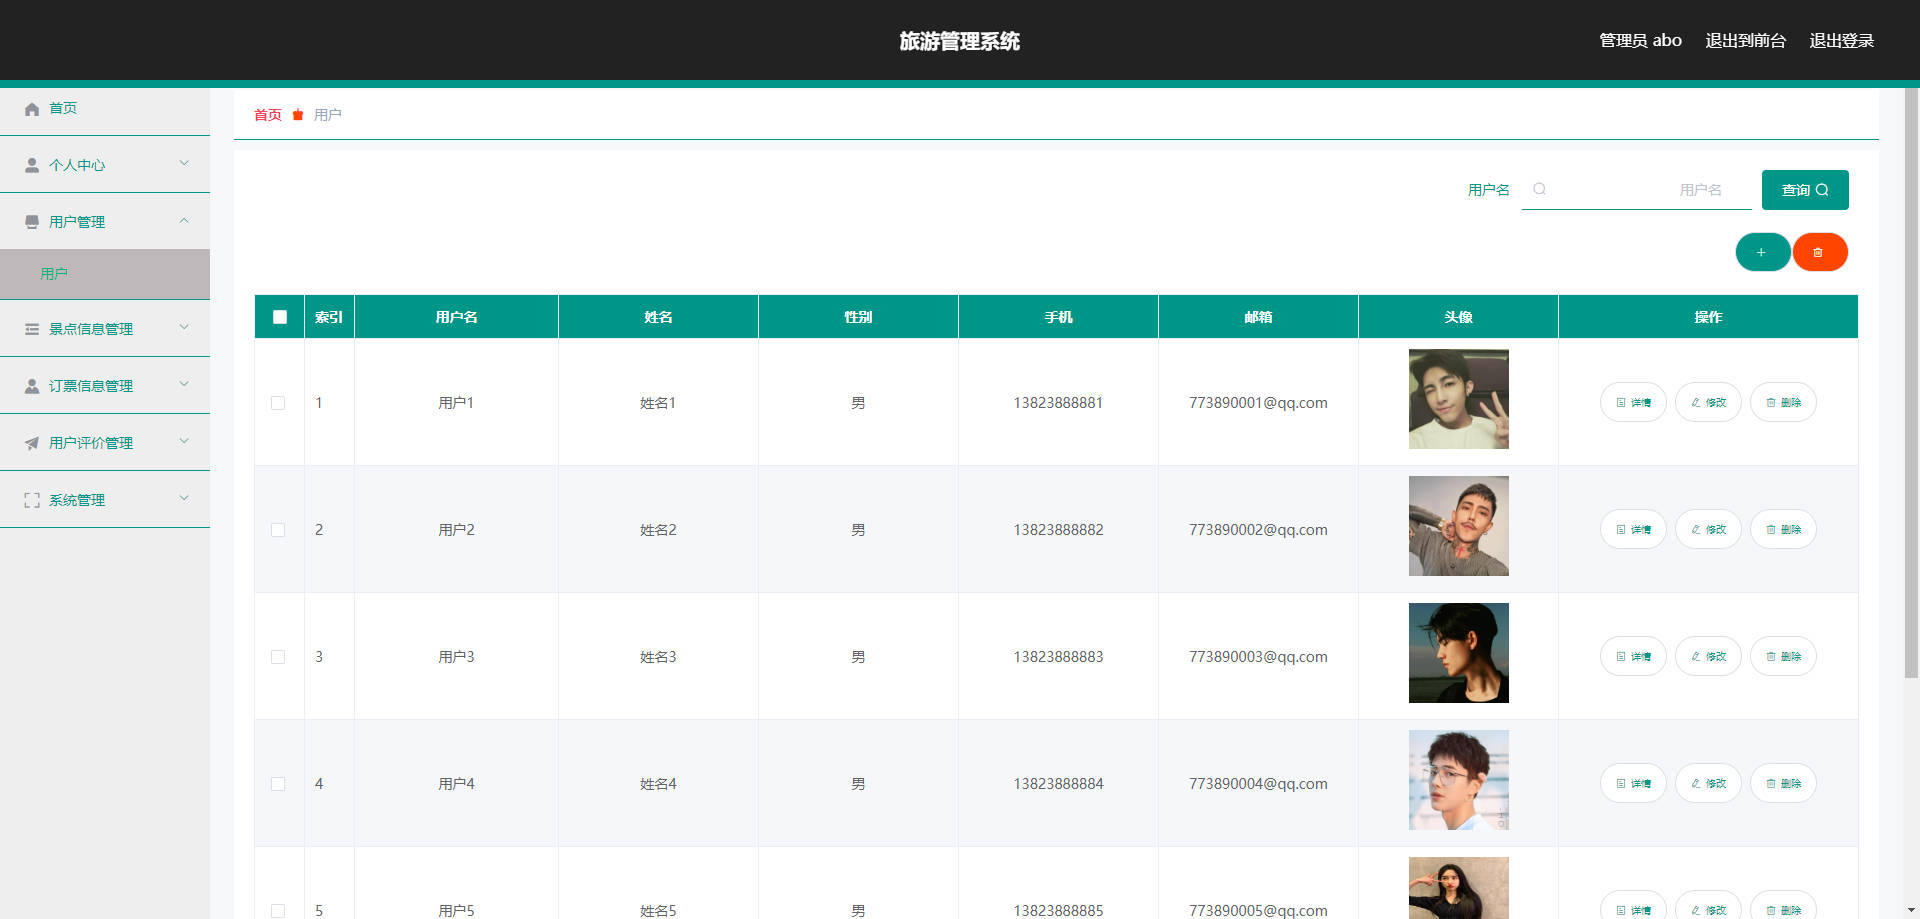 旅游管理系统
管理员 abo 退出到前台 退出登录
首页
个人中心
用户管理
用户
景点信息管理
订票信息管理
用户评价管理
系统管理
首页 用户
用户名 用户名 查询
索引 用户名 姓名 性别 手机 邮箱 头像 操作
1 用户1 姓名1 男 13823888881 773890001@qq.com 详情 修改 删除
2 用户2 姓名2 男 13823888882 773890002@qq.com 详情 修改 删除
3 用户3 姓名3 男 13823888883 773890003@qq.com 详情 修改 删除
4 用户4 姓名4 男 13823888884 773890004@qq.com 详情 修改 删除
5 用户5 姓名5 男 13823888885 773890005@qq.com 详情 修改 删除